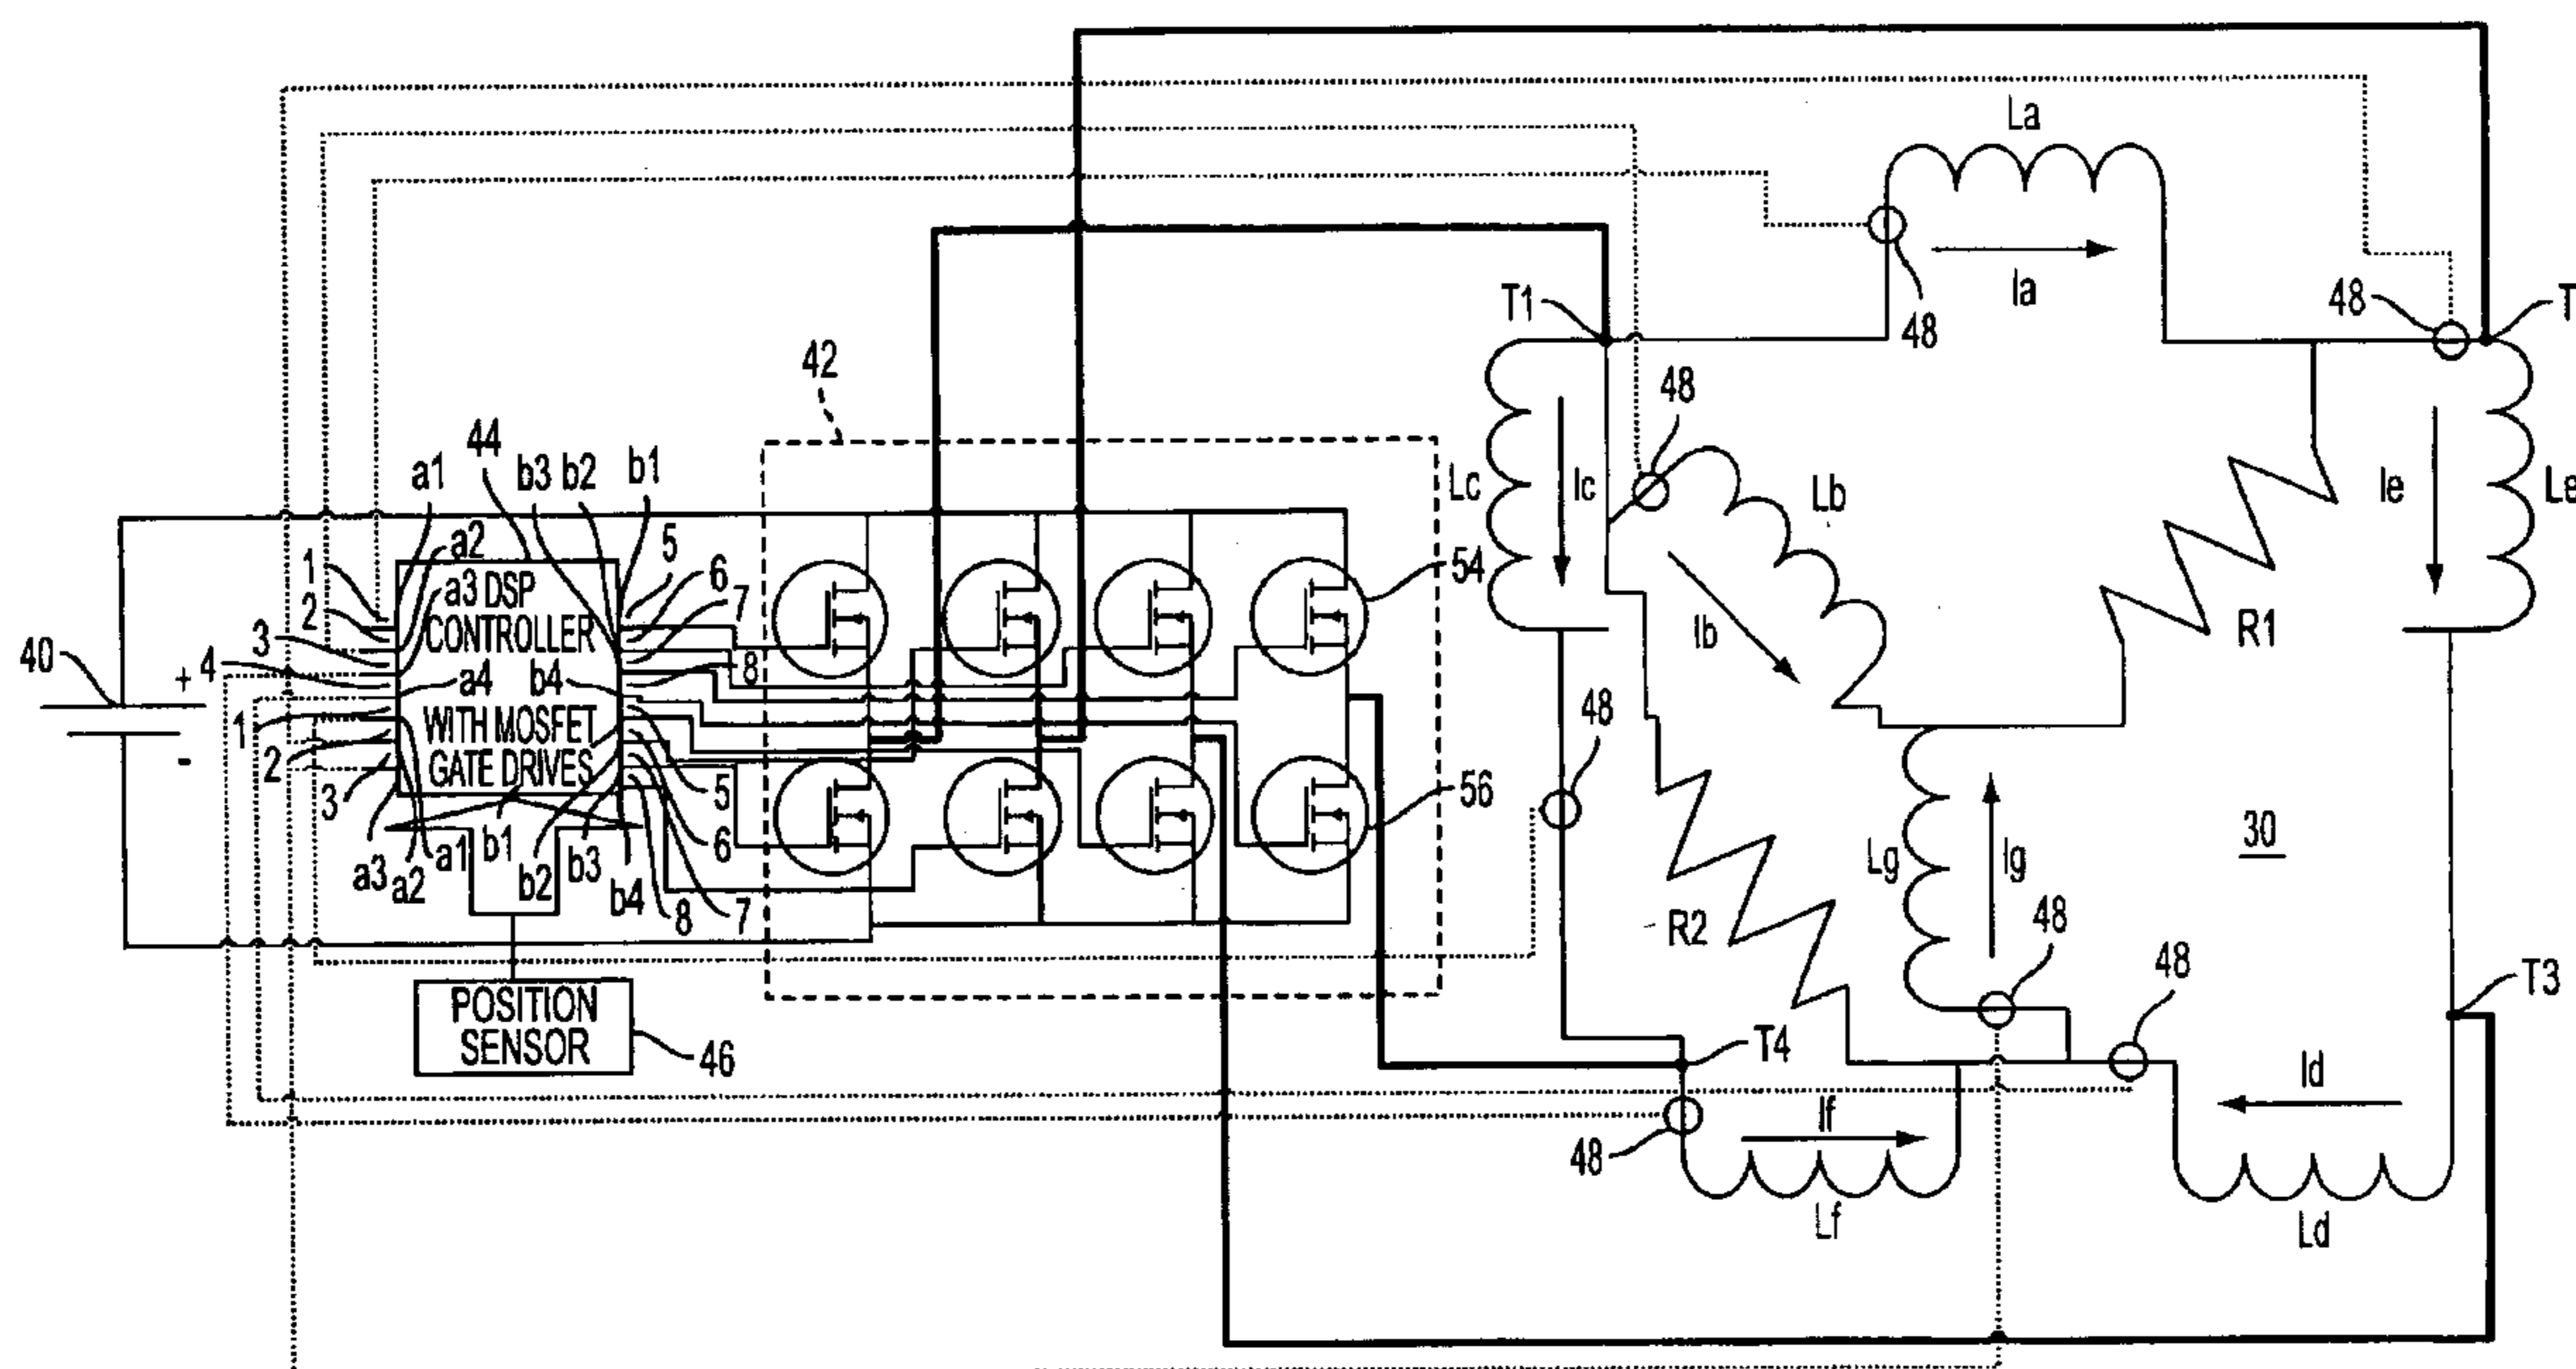 La
Ia
48
48
T
T1
48
42
44
b3
b2
b1
a1
a2
5
6
7
8
1
2
3
4
a3 DSP
CONTROLLER
a4
b4
WITH MOSFET
GATE DRIVES
40
+
-
1
2
3
a3
a2
a1
b1
b2
b3
b4
5
6
7
8
54
56
Lc
Ic
Lb
Ib
Ie
Le
R1
48
R2
Lg
Ig
30
48
48
T3
POSITION
SENSOR
46
T4
48
If
Lf
Id
Ld